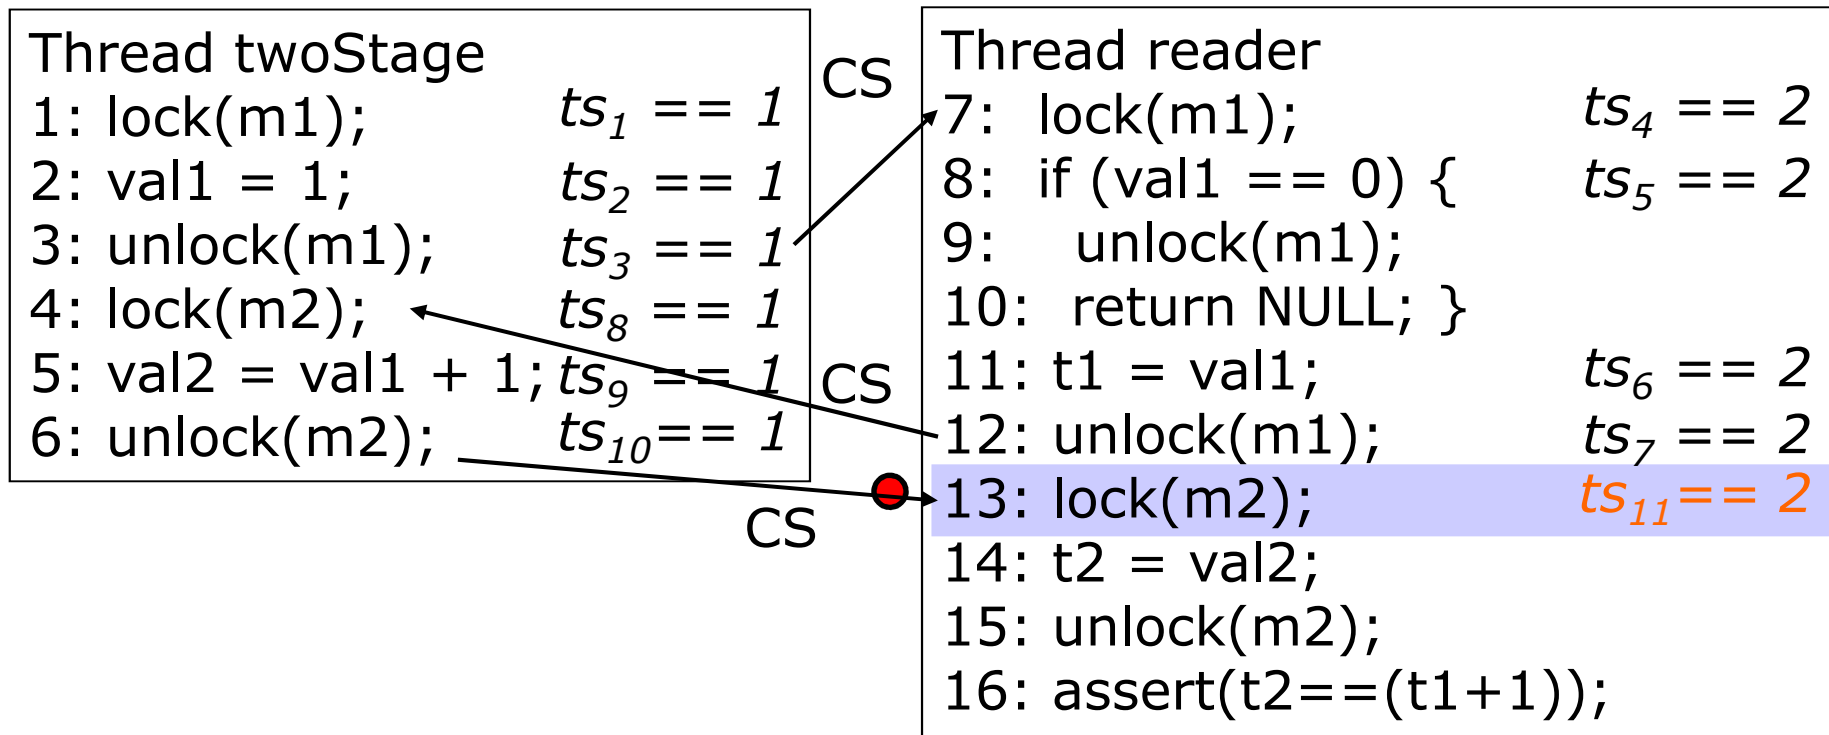 Thread twoStage
1: lock(m1); ts1 == 1
2: val1 = 1; ts2 == 1
3: unlock(m1); ts3 == 1
4: lock(m2); ts8 == 1
5: val2 = val1 + 1; ts9 == 1
6: unlock(m2); ts10== 1
CS
CS
CS
Thread reader
7: lock(m1); ts4 == 2
8: if (val1 == 0) { ts5 == 2
9: unlock(m1);
10: return NULL; }
11: t1 = val1; ts6 == 2
12: unlock(m1); ts7 == 2
13: lock(m2); ts11== 2
14: t2 = val2;
15: unlock(m2);
16: assert(t2==(t1+1));